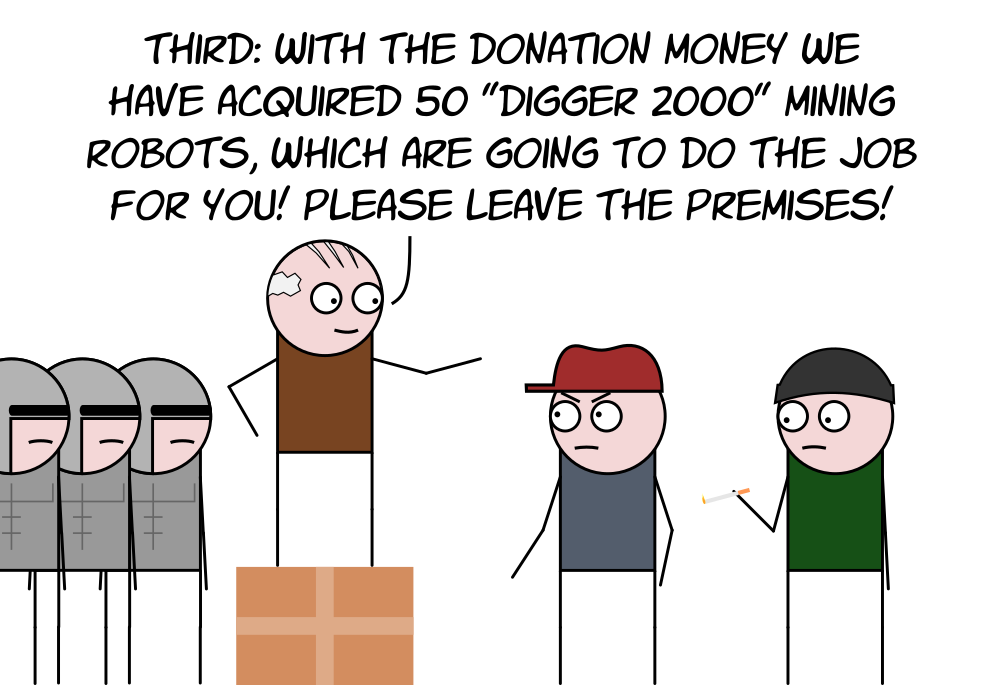 THIRD: WITH THE DONATION MONEY WE
HAVE ACQUIRED 50 "DIGGER 2000" MINING
ROBOTS, WHICH ARE GOING TO DO THE JOB
FOR YOU! PLEASE LEAVE THE PREMISES!